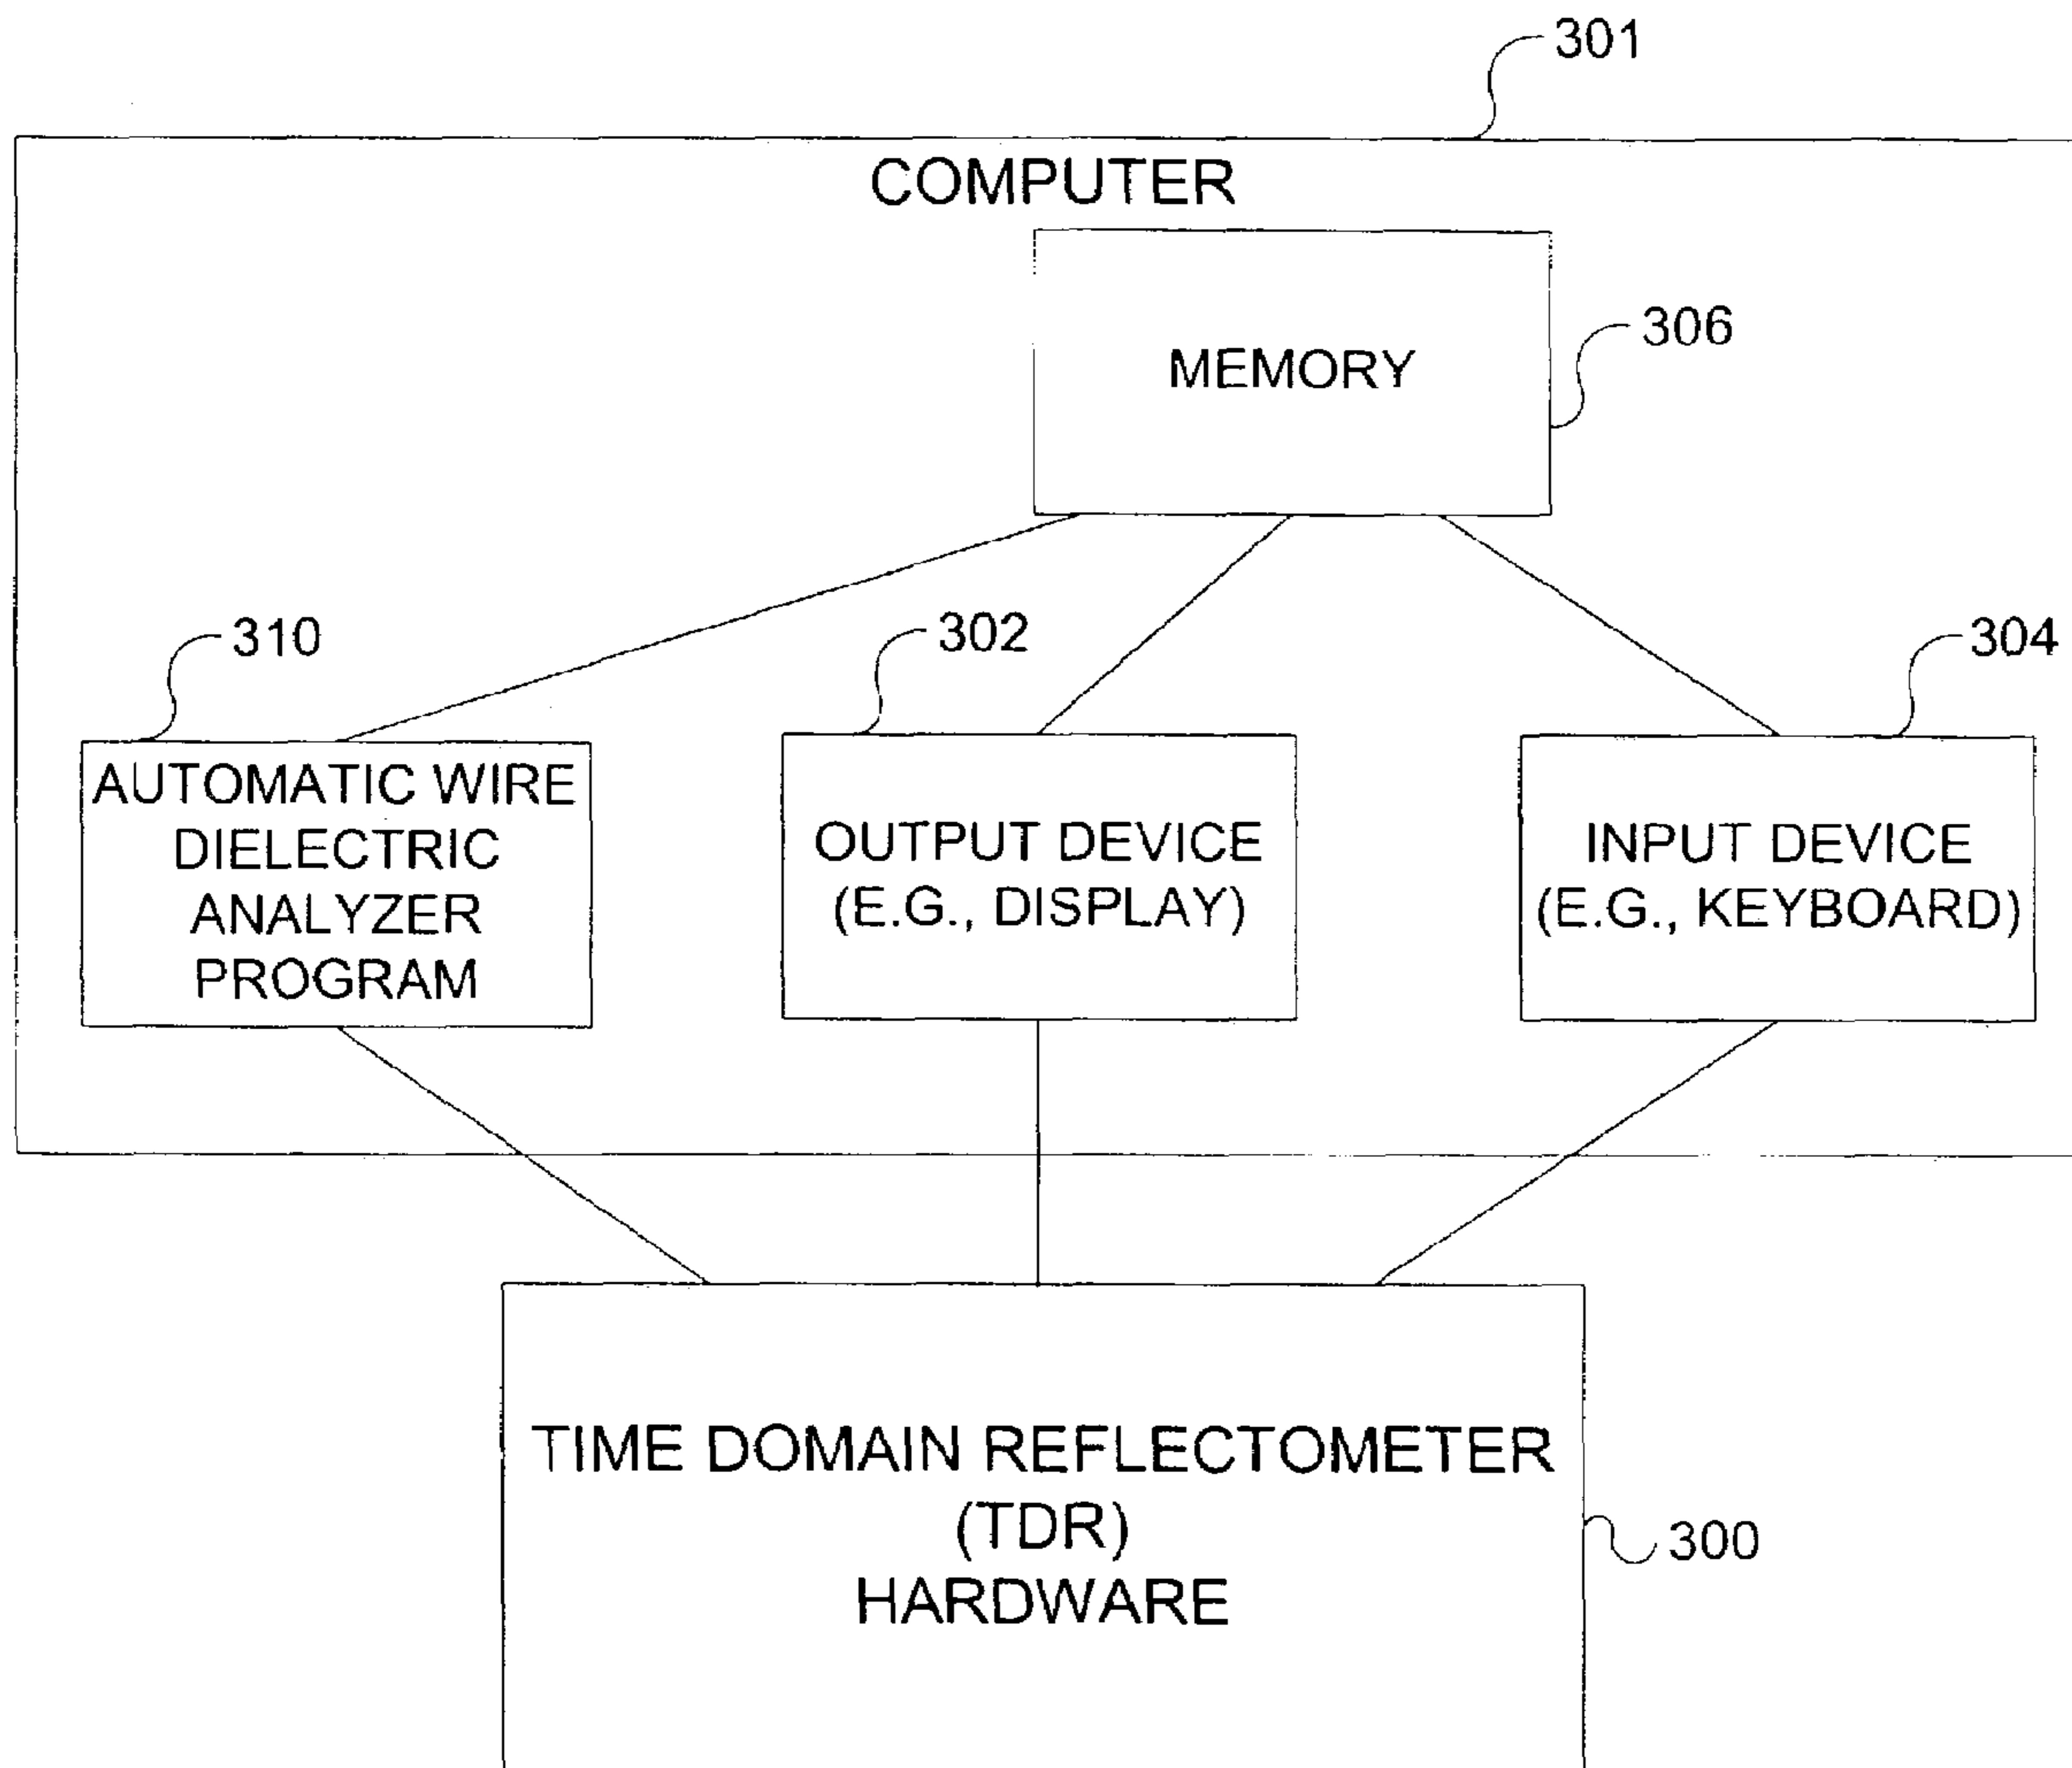 301
COMPUTER
MEMORY
306
310
302
304
AUTOMATIC WIRE
DIELECTRIC
ANALYZER
PROGRAM
OUTPUT DEVICE
(E.G., DISPLAY)
INPUT DEVICE
(E.G., KEYBOARD)
TIME DOMAIN REFLECTOMETER
(TDR)
HARDWARE
300